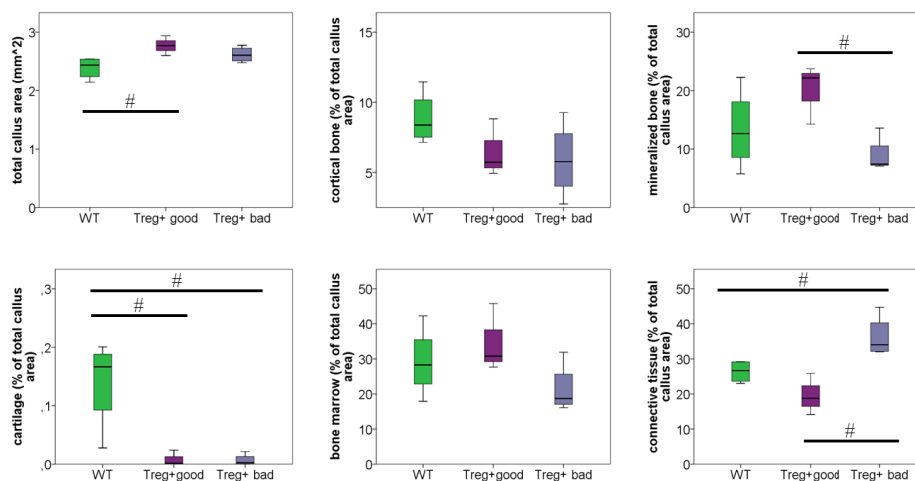 total callus area (mm^2)
3
2
1
0
#
WT
Treg+ good
Treg+ bad
cortical bone (% of total callus
area)
15
10
5
WT
Treg+good
Treg+ bad
mineralized bone (% of total
callus area)
40
30
20
10
0
#
WT
Treg+good
Treg+ bad
cartilage (% of total callus
area)
,3
,2
,1
,0
#
#
WT
Treg+good
Treg+ bad
bone marrow (% of total callus
area)
50
40
30
20
10
0
WT
Treg+good
Treg+ bad
connective tissue (% of total
callus area)
50
40
30
20
10
0
#
#
WT
Treg+good
Treg+ bad